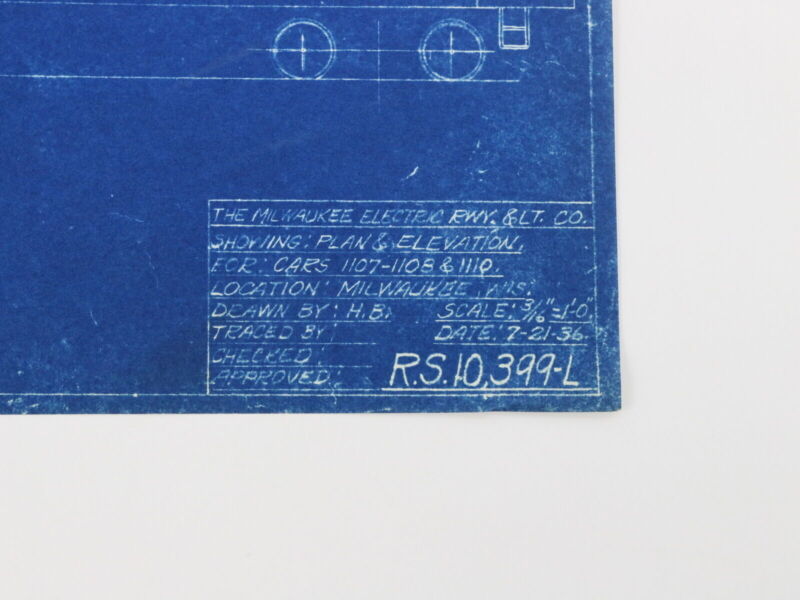 THE MILWAUKEE ELECTRIC RWY. & LT. CO.
SHOWING: PLAN & ELEVATION.
FOR: CARS 1107-1108 & 1110.
LOCATION: MILWAUKEE, WIS.
DRAWN BY: H.B. SCALE: 3/16"=1'-0"
TRACED BY: DATE: 7-21-36.
CHECKED:
APPROVED: R.S.10,399-L